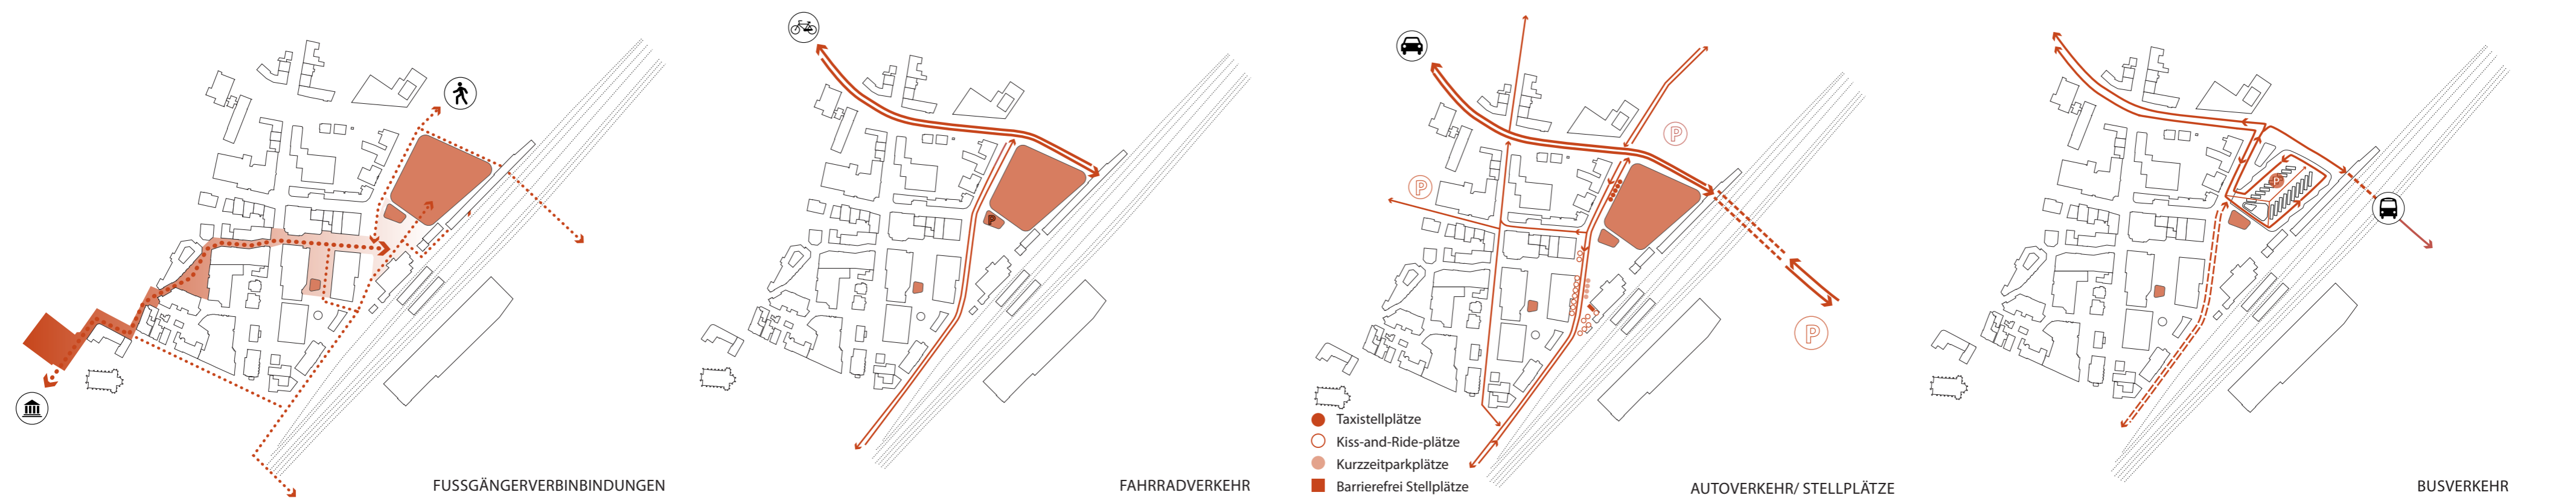 FUSSGÄNGERVERBINBINDUNGEN
P
FAHRRADVERKEHR
P
P
P
Taxistellplätze
Kiss-and-Ride-plätze
Kurzzeitparkplätze
Barrierefrei Stellplätze
AUTOVERKEHR/ STELLPLÄTZE
P
BUSVERKEHR